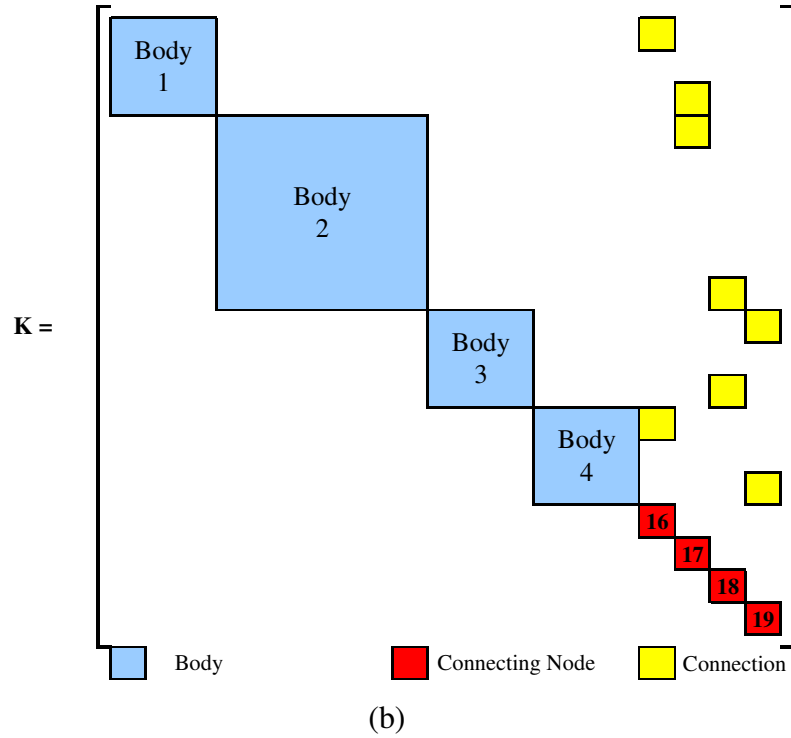 Body
1
Body
2
K =
Body
3
Body
4
16
17
18
19
Body
Connecting Node
Connection
(b)